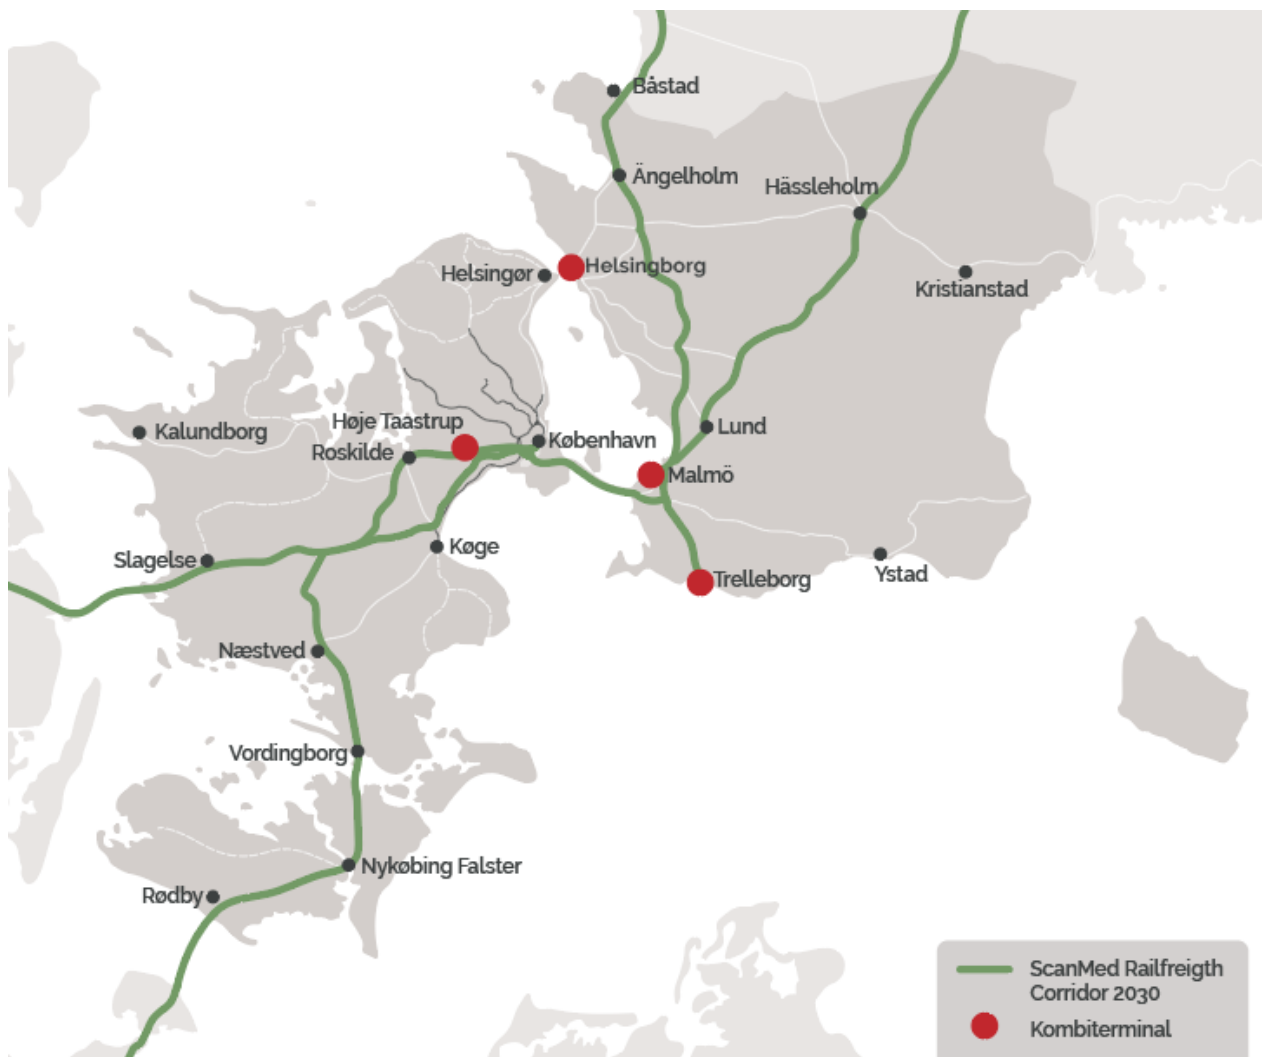 Båstad
Ängelholm
Hässleholm
Helsingør
Helsingborg
Kristianstad
Høje Taastrup
Kalundborg
Roskilde
København
Lund
Malmö
Slagelse
Køge
Trelleborg
Ystad
Næstved
Vordingborg
Nykøbing Falster
Rødby
ScanMed Railfreigth
Corridor 2030
Kombiterminal